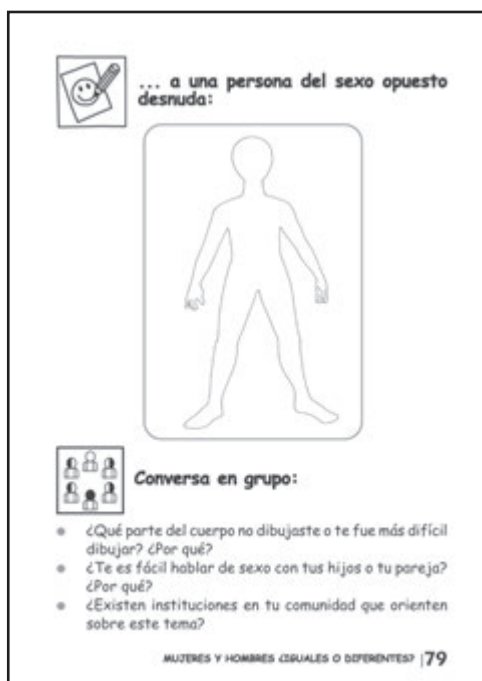 ... a una persona del sexo opuesto
desnuda:
Conversa en grupo:
¿Qué parte del cuerpo no dibujaste o te fue más difícil
dibujar? ¿Por qué?
¿Te es fácil hablar de sexo con tus hijos o tu pareja?
¿Por qué?
¿Existen instituciones en tu comunidad que orienten
sobre este tema?
MUJERES Y HOMBRES ¿IGUALES O DIFERENTES? |79